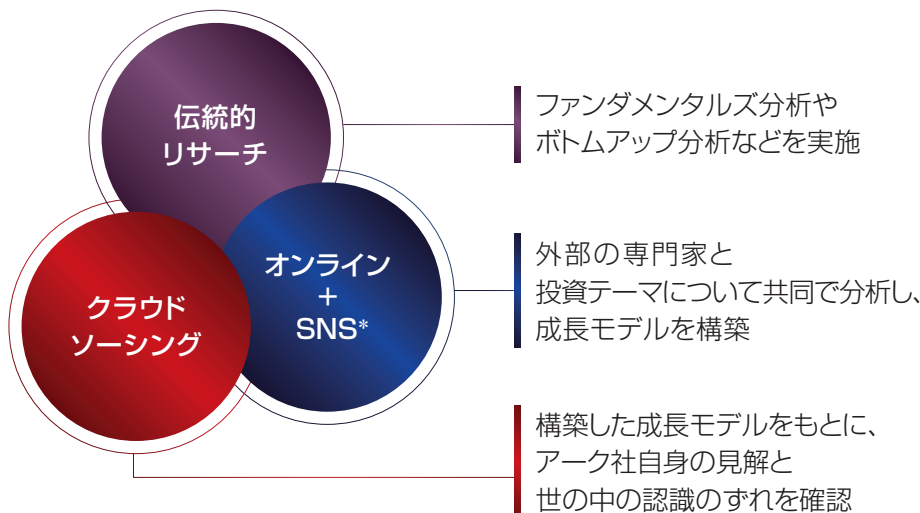 伝統的
リサーチ
ファンダメンタルズ分析や
ボトムアップ分析などを実施
オンライン
+
SNS*
外部の専門家と
投資テーマについて共同で分析し、
成長モデルを構築
クラウド
ソーシング
構築した成長モデルをもとに、
アーク社自身の見解と
世の中の認識のずれを確認